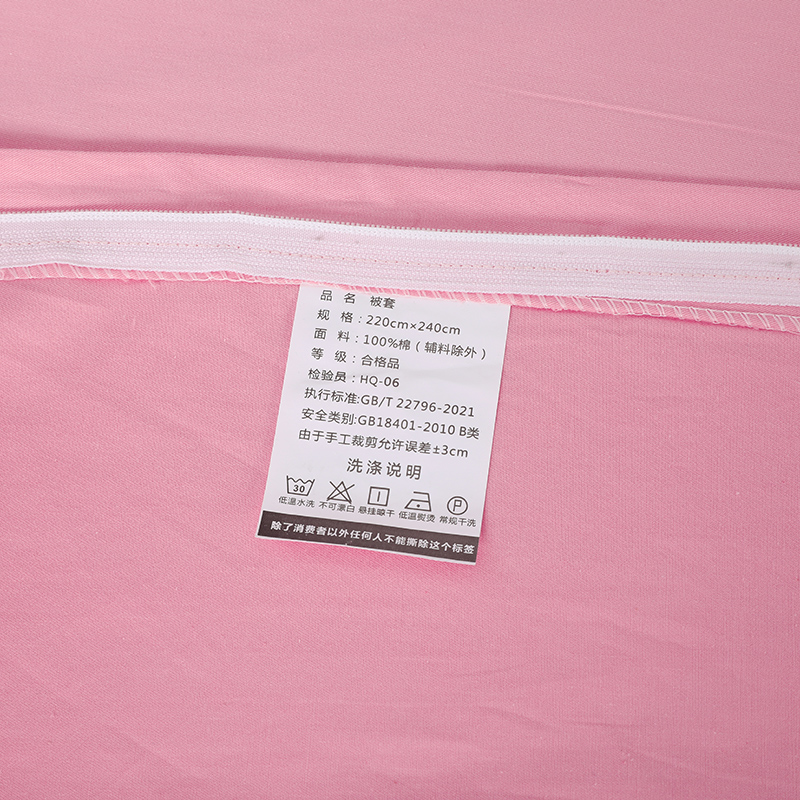 品 名 被套
规 格：220cm×240cm
面 料：100%棉（辅料除外）
等 级：合格品
检验员：HQ-06
执行标准:GB/T 22796-2021
安全类别:GB18401-2010 B类
由于手工裁剪允许误差±3cm
洗涤说明
30 P
低温水洗 不可漂白 悬挂晾干 低温熨烫 常规干洗
除了消费者以外任何人不能撕除这个标签